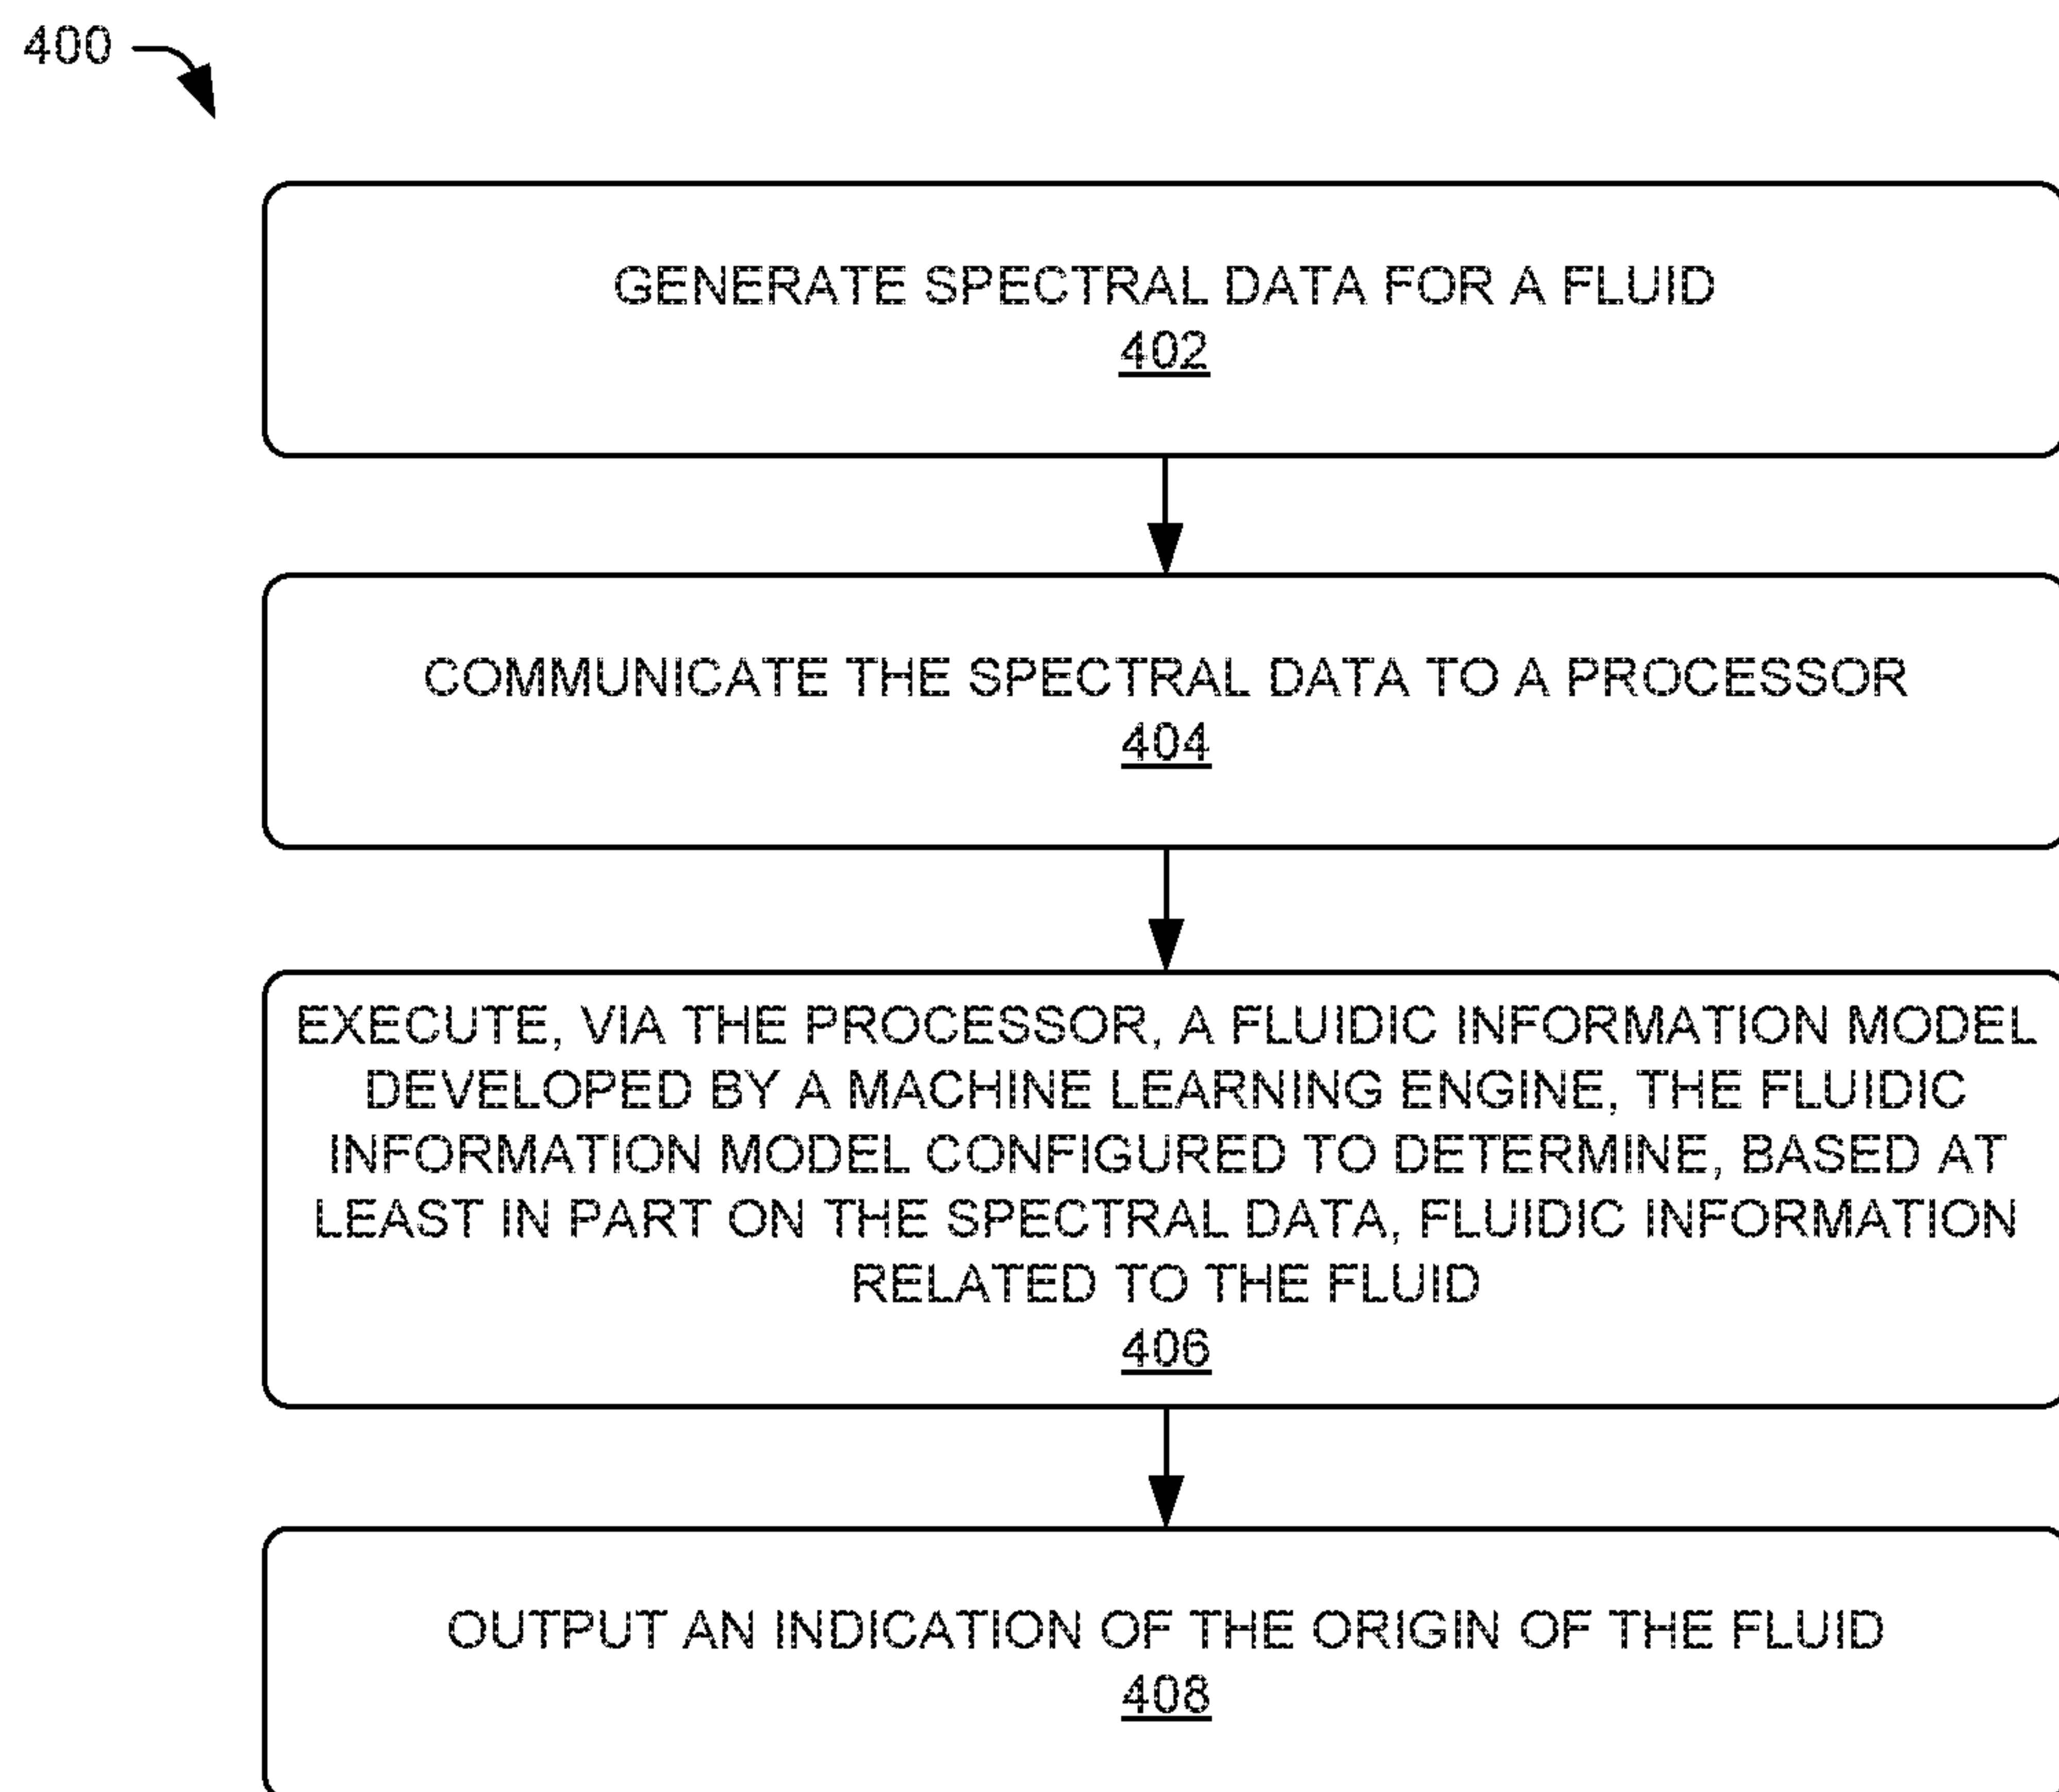 400
GENERATE SPECTRAL DATA FOR A FLUID
402
COMMUNICATE THE SPECTRAL DATA TO A PROCESSOR
404
EXECUTE, VIA THE PROCESSOR, A FLUIDIC INFORMATION MODEL
DEVELOPED BY A MACHINE LEARNING ENGINE, THE FLUIDIC
INFORMATION MODEL CONFIGURED TO DETERMINE, BASED AT
LEAST IN PART ON THE SPECTRAL DATA, FLUIDIC INFORMATION
RELATED TO THE FLUID
406
OUTPUT AN INDICATION OF THE ORIGIN OF THE FLUID
408